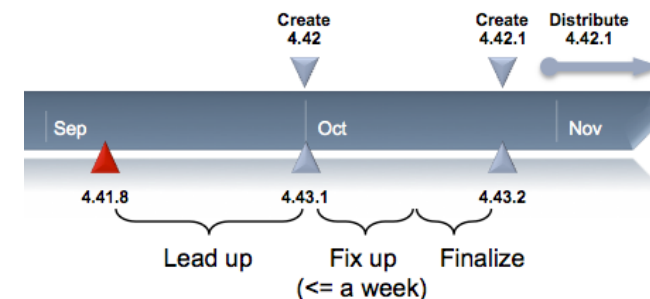 Create
4.42
Create
4.42.1
Distribute
4.42.1
Sep
Oct
Nov
4.41.8
4.43.1
4.43.2
Lead up
Fix up
(<= a week)
Finalize